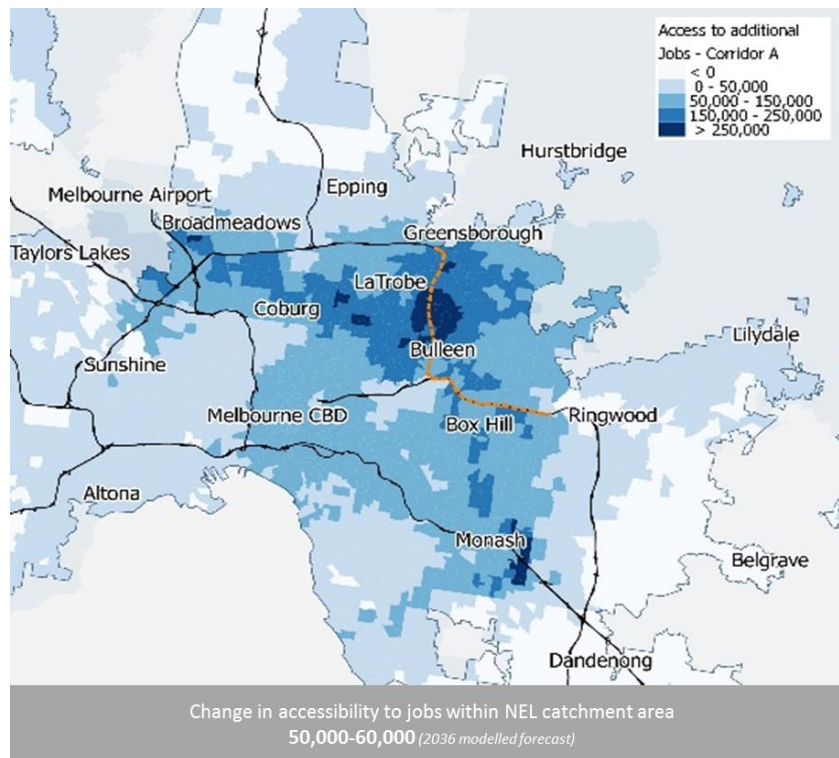 Access to additional
Jobs - Corridor A
< 0
0 - 50,000
50,000 - 150,000
150,000 - 250,000
> 250,000
Hurstbridge
Epping
Melbourne Airport
Broadmeadows
Greensborough
Taylors Lakes
LaTrobe
Coburg
Lilydale
Bulleen
Sunshine
Melbourne CBD
Ringwood
Box Hill
Altona
Monash
Belgrave
Dandenong
Change in accessibility to jobs within NEL catchment area
50,000-60,000 (2036 modelled forecast)